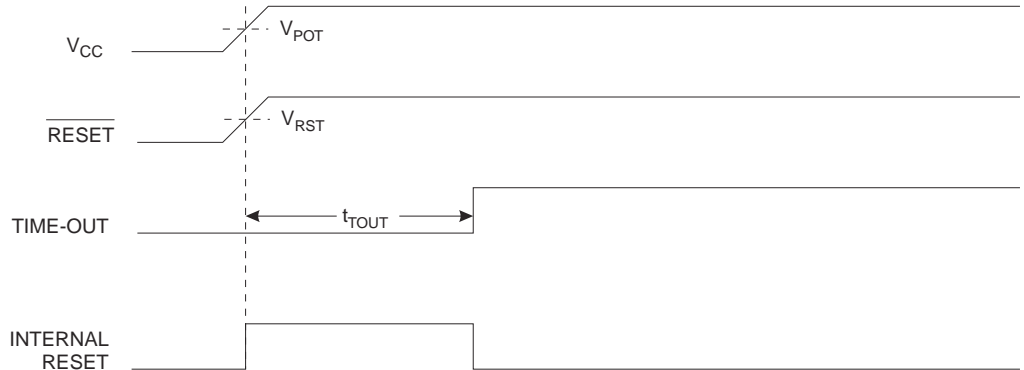 V_CC
V_POT
RESET
V_RST
TIME-OUT
t_TOUT
INTERNAL
RESET